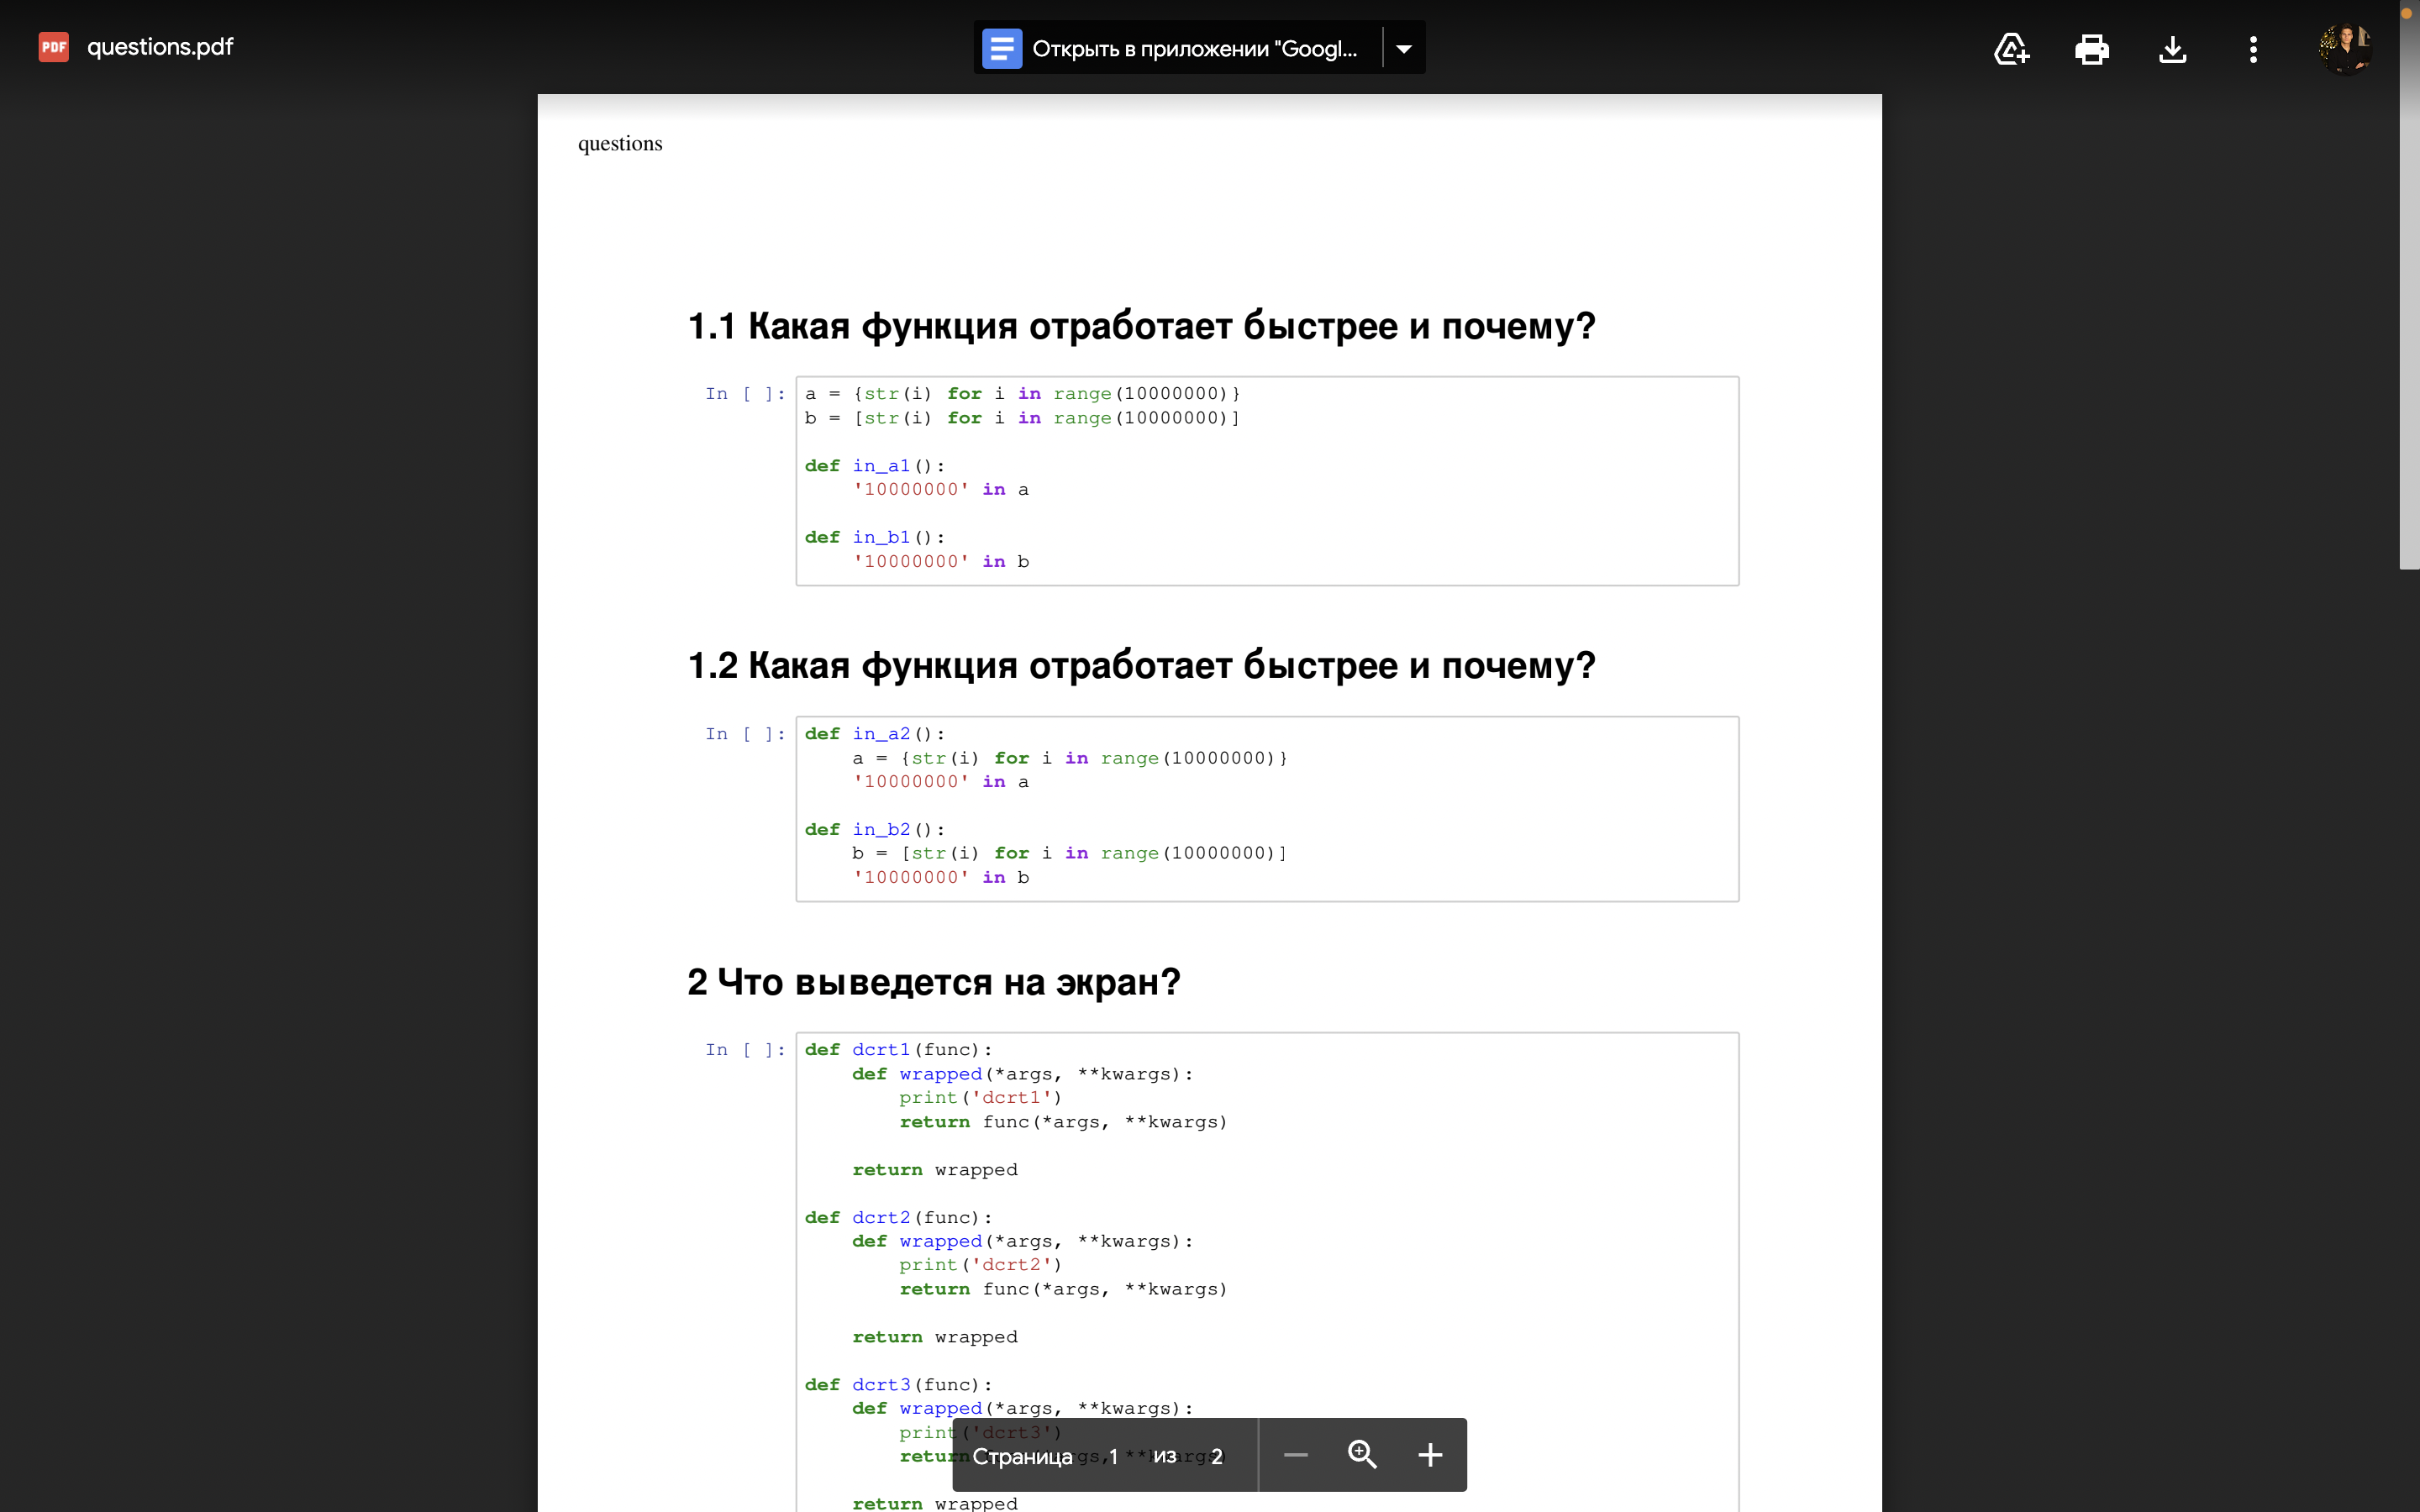 PDF questions.pdf
Открыть в приложении "Googl...
questions
1.1 Какая функция отработает быстрее и почему?
In [ ]: a = {str(i) for i in range(10000000)}
b = [str(i) for i in range(10000000)]
def in_a1():
'10000000' in a
def in_b1():
'10000000' in b
1.2 Какая функция отработает быстрее и почему?
In [ ]: def in_a2():
a = {str(i) for i in range(10000000)}
'10000000' in a
def in_b2():
b = [str(i) for i in range(10000000)]
'10000000' in b
2 Что выведется на экран?
In [ ]: def dcrt1(func):
def wrapped(*args, **kwargs):
print('dcrt1')
return func(*args, **kwargs)
return wrapped
def dcrt2(func):
def wrapped(*args, **kwargs):
print('dcrt2')
return func(*args, **kwargs)
return wrapped
def dcrt3(func):
def wrapped(*args, **kwargs):
print('dcrt3')
return
Страница 1 из 2
return wrapped